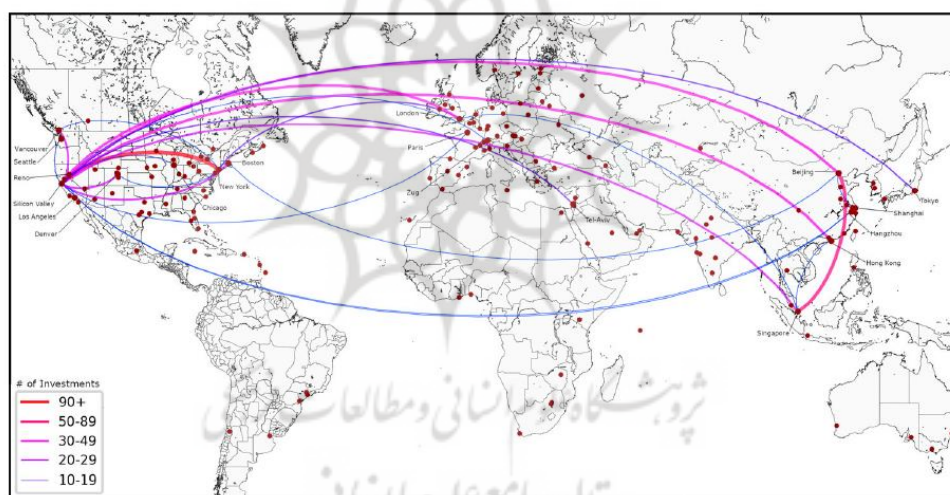 London
Paris
Vancouver
Seattle
Reno
Silicon Valley
Los Angeles
Denver
Boston
New York
Chicago
Zug
Tel-Aviv
Beijing
Tokyo
Shanghai
Hangzhou
Hong Kong
Singapore
# of Investments
90+
50-89
30-49
20-29
10-19